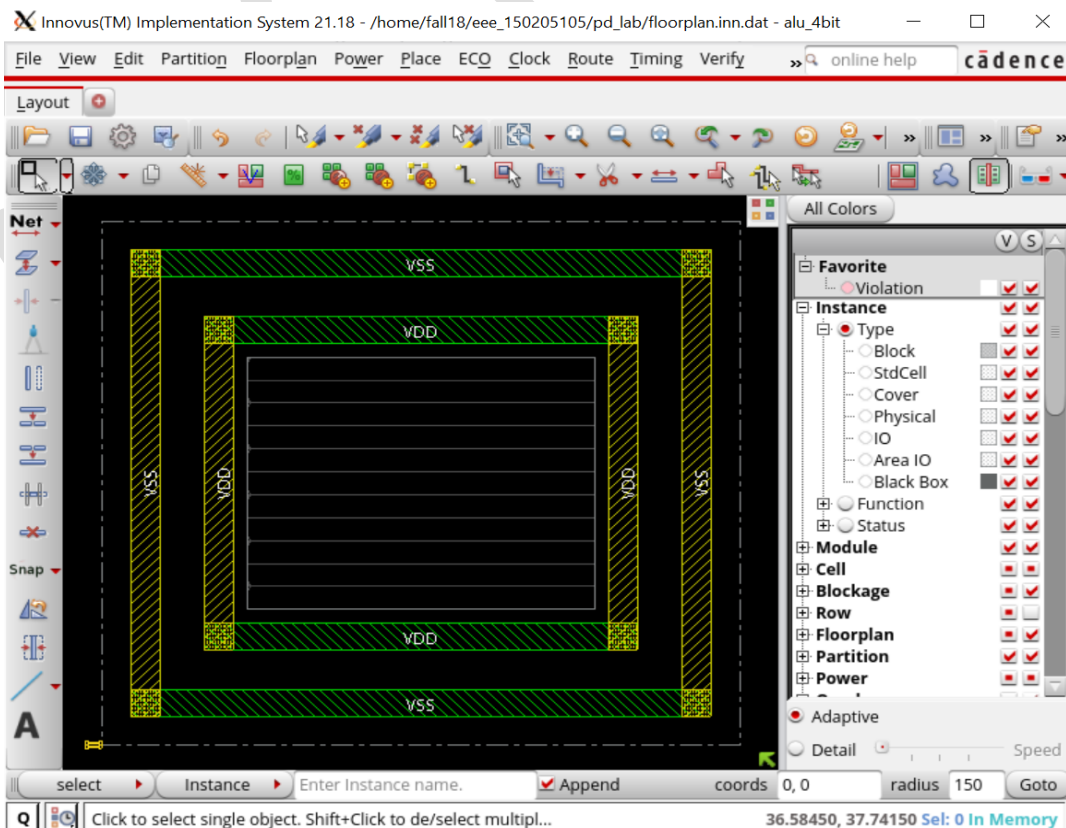 Innovus(TM) Implementation System 21.18 - /home/fall18/eee_150205105/pd_lab/floorplan.inn.dat - alu_4bit
File View Edit Partition Floorplan Power Place ECO Clock Route Timing Verify » online help cādence
Layout
» » »
Net
Snap
A
VSS
VDD
VSS
VDD
VDD
VSS
VDD
VSS
All Colors
V S
Favorite
Violation
Instance
Type
Block
StdCell
Cover
Physical
IO
Area IO
Black Box
Function
Status
Module
Cell
Blockage
Row
Floorplan
Partition
Power
Adaptive
Detail Speed
select Instance Enter Instance name. Append coords 0, 0 radius 150 Goto
Q Click to select single object. Shift+Click to de/select multipl... 36.58450, 37.74150 Sel: 0 In Memory